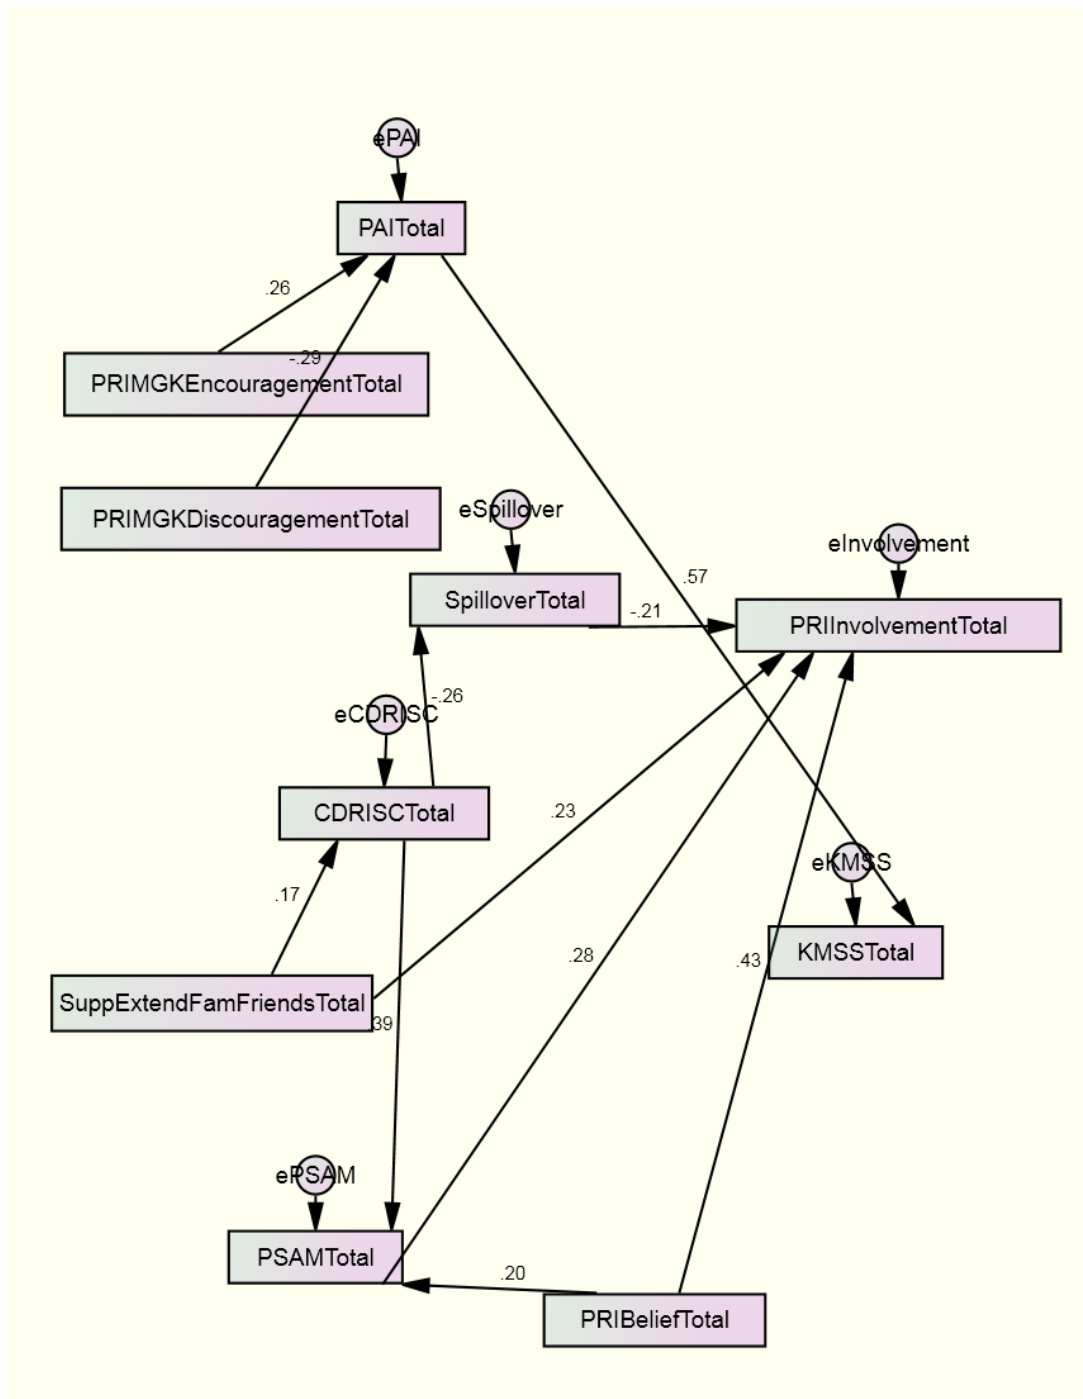 ePAI
PAITotal
.26
-.29
PRIMGKEncouragementTotal
PRIMGKDiscouragementTotal
eSpillover
eInvolvement
.57
SpilloverTotal
-.21
PRIInvolvementTotal
-.26
eCDRISC
CDRISCTotal
.23
.17
eKMSS
KMSSTotal
.28
.43
SuppExtendFamFriendsTotal
39
ePSAM
PSAMTotal
.20
PRIBeliefTotal